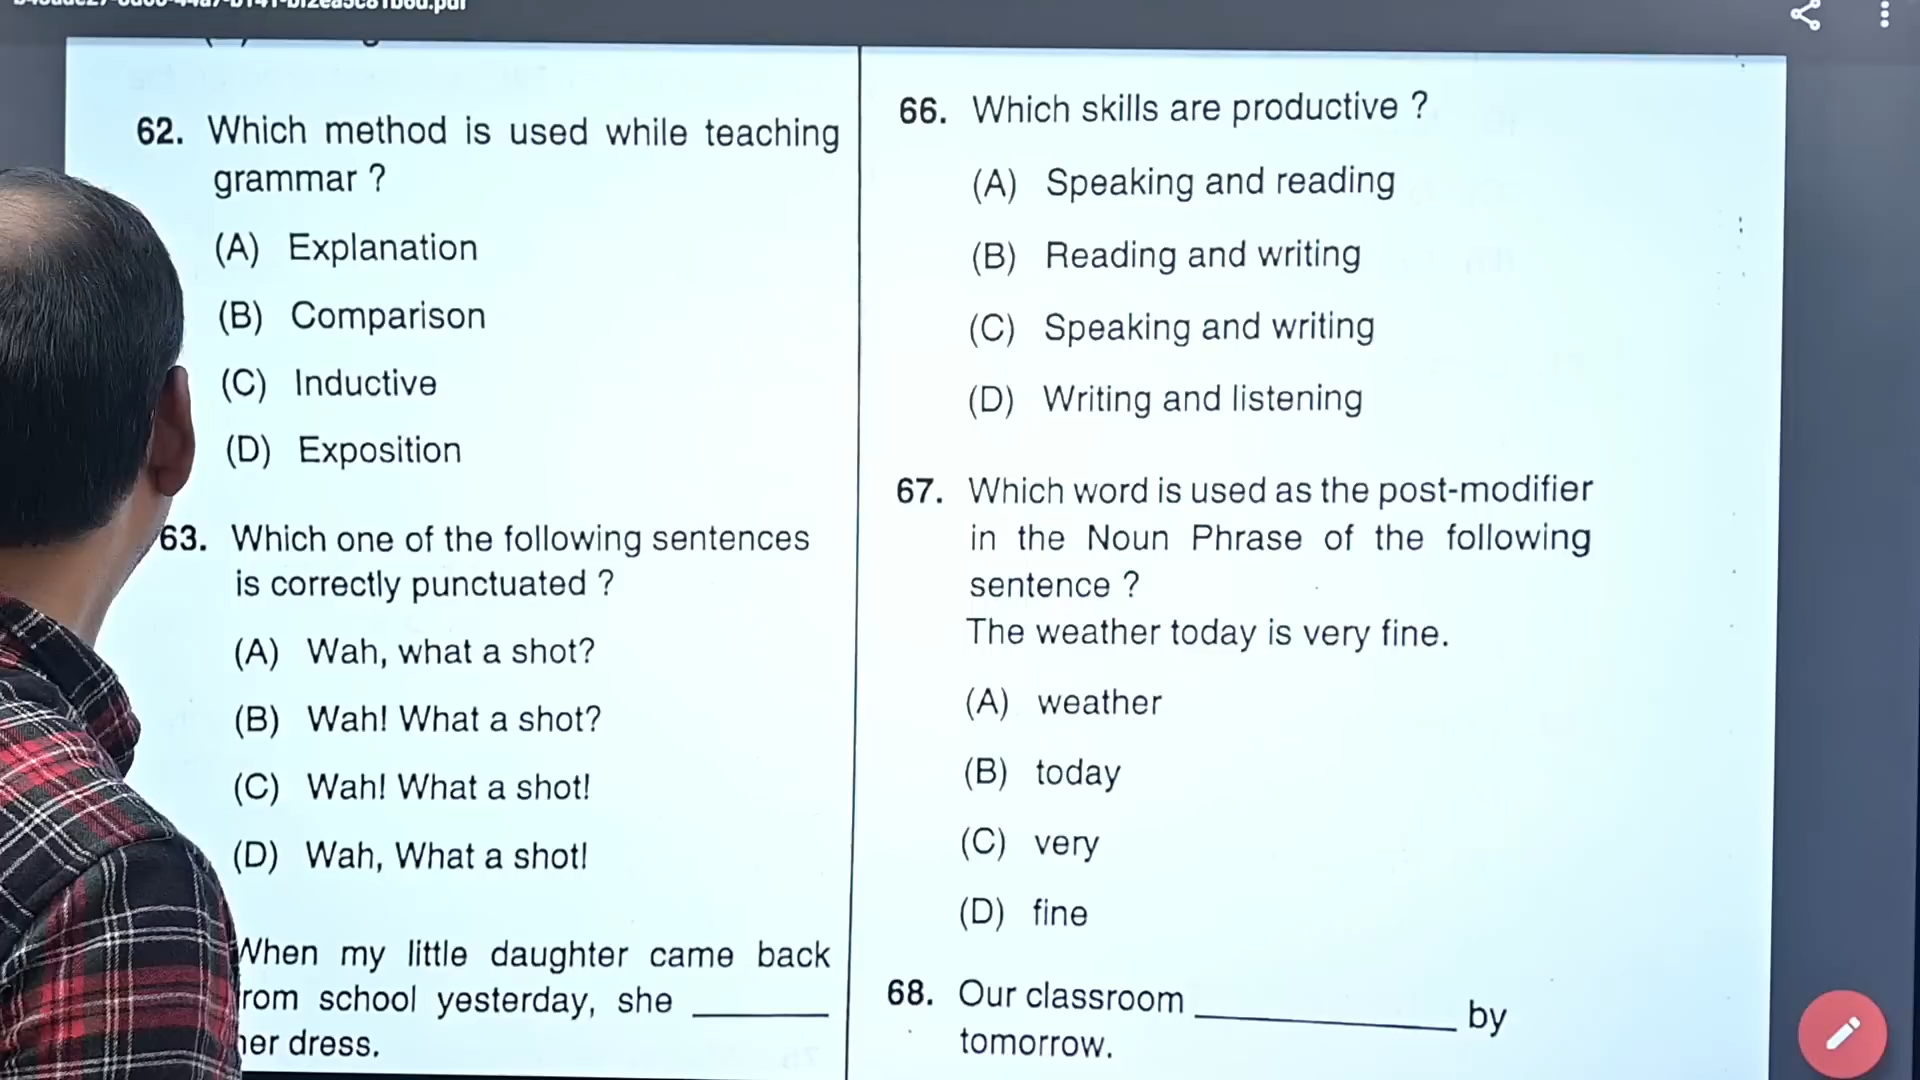 62. Which method is used while teaching
grammar ?
(A) Explanation
(B) Comparison
(C) Inductive
(D) Exposition
63. Which one of the following sentences
is correctly punctuated ?
(A) Wah, what a shot?
(B) Wah! What a shot?
(C) Wah! What a shot!
(D) Wah, What a shot!
When my little daughter came back
rom school yesterday, she ______
her dress.
66. Which skills are productive ?
(A) Speaking and reading
(B) Reading and writing
(C) Speaking and writing
(D) Writing and listening
67. Which word is used as the post-modifier
in the Noun Phrase of the following
sentence ?
The weather today is very fine.
(A) weather
(B) today
(C) very
(D) fine
68. Our classroom ______ by
tomorrow.